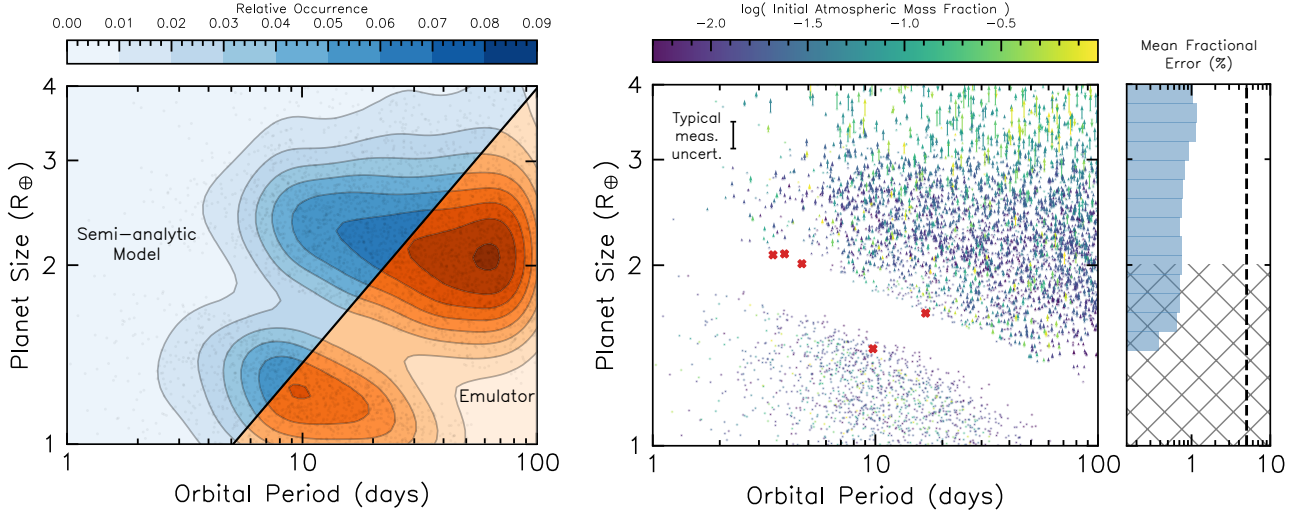 Relative Occurrence
0.00 0.01 0.02 0.03 0.04 0.05 0.06 0.07 0.08 0.09
Planet Size (R⊕)
4
3
2
1
Semi-analytic
Model
Emulator
1 10 100
Orbital Period (days)
log( Initial Atmospheric Mass Fraction )
−2.0 −1.5 −1.0 −0.5
Planet Size (R⊕)
4
3
2
1
Typical
meas.
uncert.
1 10 100
Orbital Period (days)
Mean Fractional
Error (%)
1 10